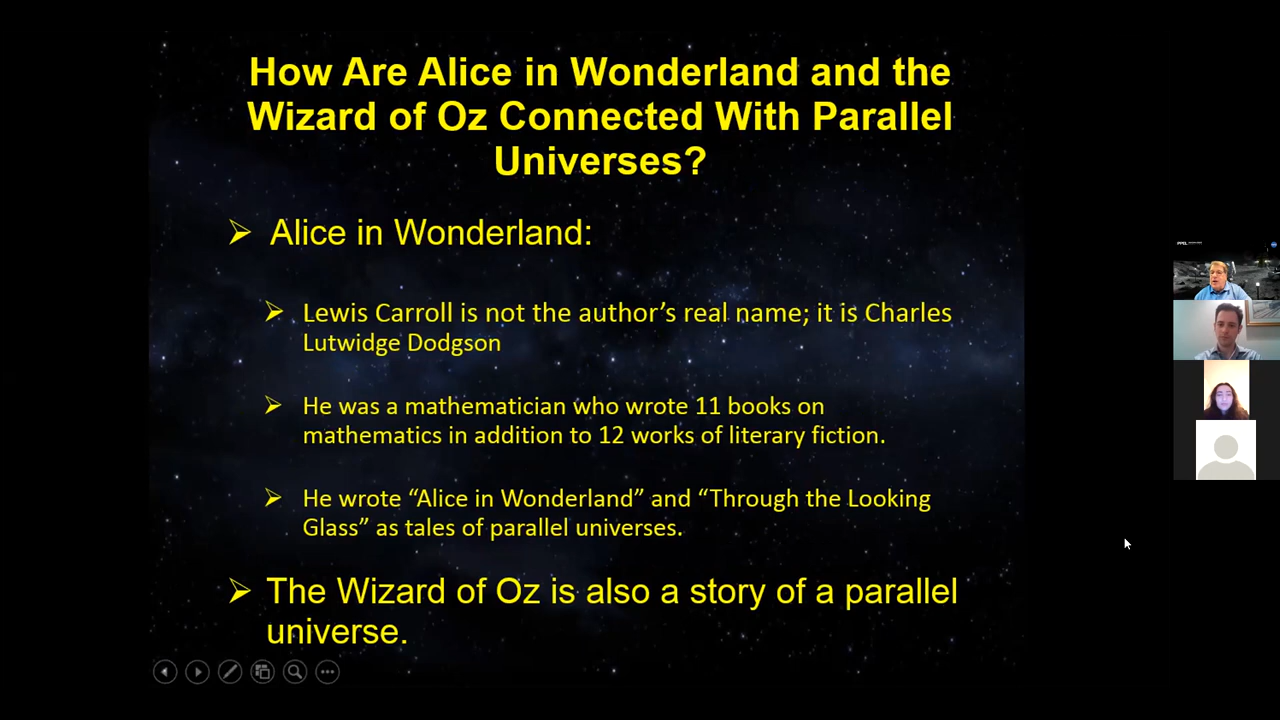 How Are Alice in Wonderland and the
Wizard of Oz Connected With Parallel
Universes?
Alice in Wonderland:
Lewis Carroll is not the author’s real name; it is Charles
Lutwidge Dodgson
He was a mathematician who wrote 11 books on
mathematics in addition to 12 works of literary fiction.
He wrote “Alice in Wonderland” and “Through the Looking
Glass” as tales of parallel universes.
The Wizard of Oz is also a story of a parallel
universe.